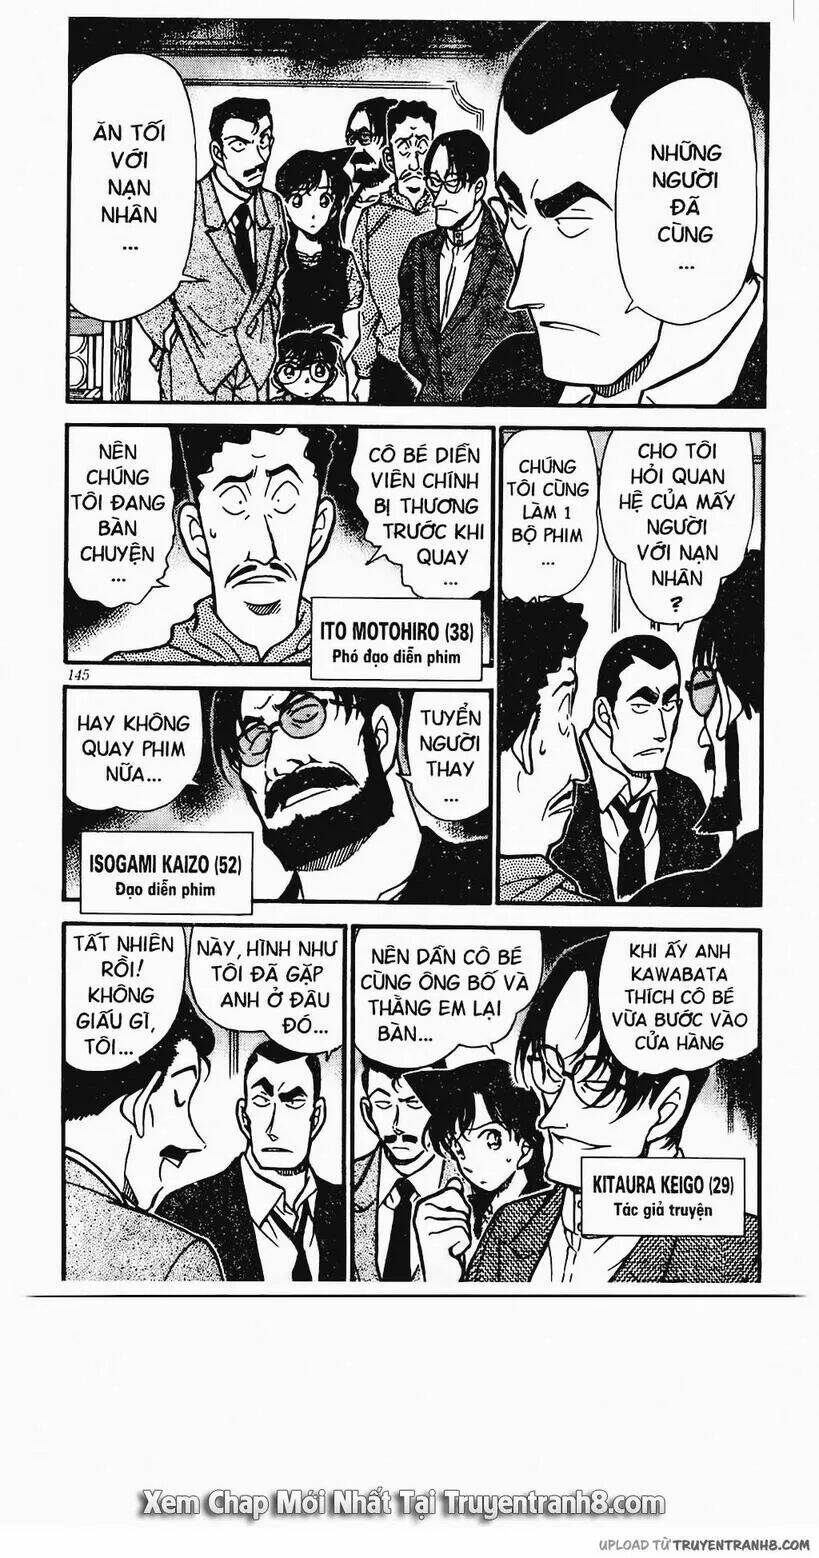 NHỮNG
NGƯỜI
ĐÃ
CÙNG
...
ĂN TỐI
VỚI
NẠN
NHÂN
...
CHO TÔI
HỎI QUAN
HỆ CỦA MẤY
NGƯỜI
VỚI NẠN
NHÂN
?
CHÚNG
TÔI CÙNG
LÀM 1
BỘ PHIM
...
CÔ BÉ DIỄN
VIÊN CHÍNH
BỊ THƯƠNG
TRƯỚC KHI
QUAY
...
NÊN
CHÚNG
TÔI ĐANG
BÀN
CHUYỆN
...
ITO MOTOHIRO (38)
Phó đạo diễn phim
145
TUYỂN
NGƯỜI
THAY
...
HAY KHÔNG
QUAY PHIM
NỮA...
ISOGAMI KAIZO (52)
Đạo diễn phim
KHI ẤY ANH
KAWABATA
THÍCH CÔ BÉ
VỪA BƯỚC VÀO
CỬA HÀNG
NÊN DẪN CÔ BÉ
CÙNG ÔNG BỐ VÀ
THẰNG EM LẠI
BÀN...
KITAURA KEIGO (29)
Tác giả truyện
NÀY, HÌNH NHƯ
TÔI ĐÃ GẶP
ANH Ở ĐÂU
ĐÓ...
TẤT NHIÊN
RỒI!
KHÔNG
GIẤU GÌ,
TÔI...
Xem Chap Mới Nhất Tại Truyentranh8.com
UPLOAD TỪ TRUYENTRANH8.COM